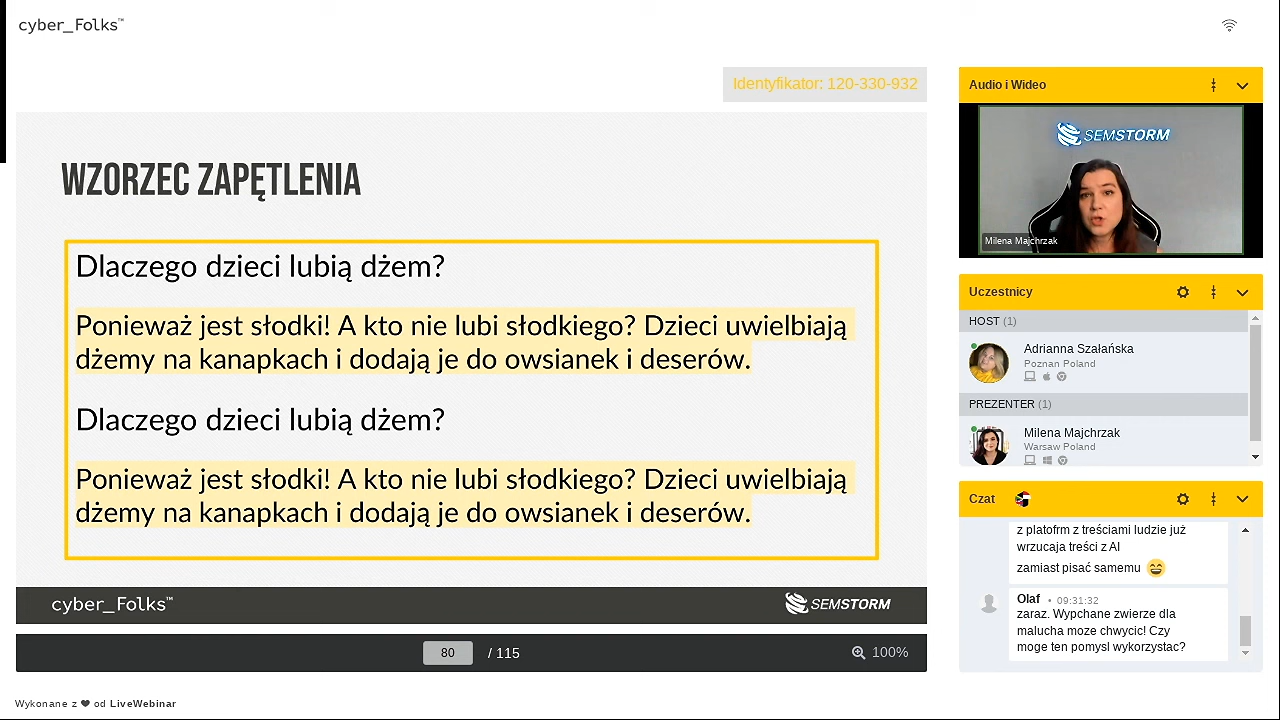 cyber_Folks™
Identyfikator: 120-330-932
WZORZEC ZAPĘTLENIA
Dlaczego dzieci lubią dżem?
Ponieważ jest słodki! A kto nie lubi słodkiego? Dzieci uwielbiają
dżemy na kanapkach i dodają je do owsianek i deserów.
Dlaczego dzieci lubią dżem?
Ponieważ jest słodki! A kto nie lubi słodkiego? Dzieci uwielbiają
dżemy na kanapkach i dodają je do owsianek i deserów.
cyber_Folks™
SEMSTORM
80 / 115
100%
Audio i Wideo
SEMSTORM
Milena Majchrzak
Uczestnicy
HOST (1)
Adrianna Szałańska
Poznan Poland
PREZENTER (1)
Milena Majchrzak
Warsaw Poland
Czat
z platofrm z treściami ludzie już
wrzucaja treści z AI
zamiast pisać samemu 😄
Olaf • 09:31:32
zaraz. Wypchane zwierze dla
malucha moze chwycic! Czy
moge ten pomysl wykorzystac?
Wykonane z ❤ od LiveWebinar